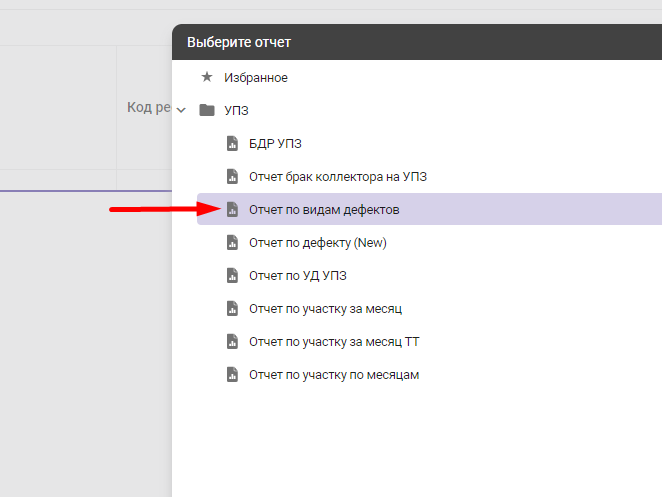 Выберите отчет
Избранное
Код ре
УПЗ
БДР УПЗ
Отчет брак коллектора на УПЗ
Отчет по видам дефектов
Отчет по дефекту (New)
Отчет по УД УПЗ
Отчет по участку за месяц
Отчет по участку за месяц ТТ
Отчет по участку по месяцам